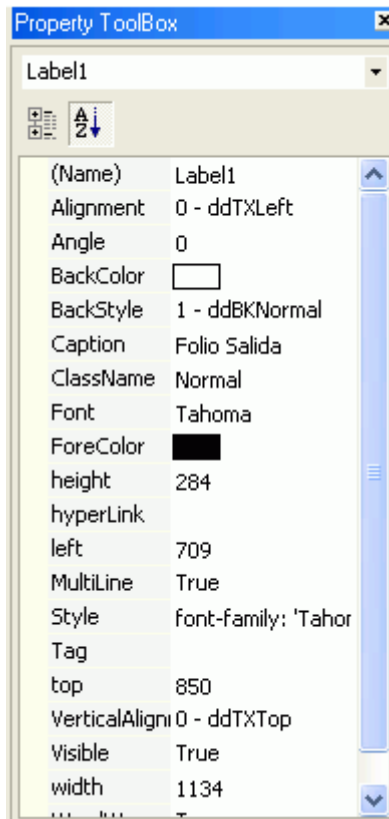 Property ToolBox
Label1
A
Z
(Name) Label1
Alignment 0 - ddTXLeft
Angle 0
BackColor
BackStyle 1 - ddBKNormal
Caption Folio Salida
ClassName Normal
Font Tahoma
ForeColor
height 284
hyperLink
left 709
MultiLine True
Style font-family: 'Tahor
Tag
top 850
VerticalAlign 0 - ddTXTop
Visible True
width 1134